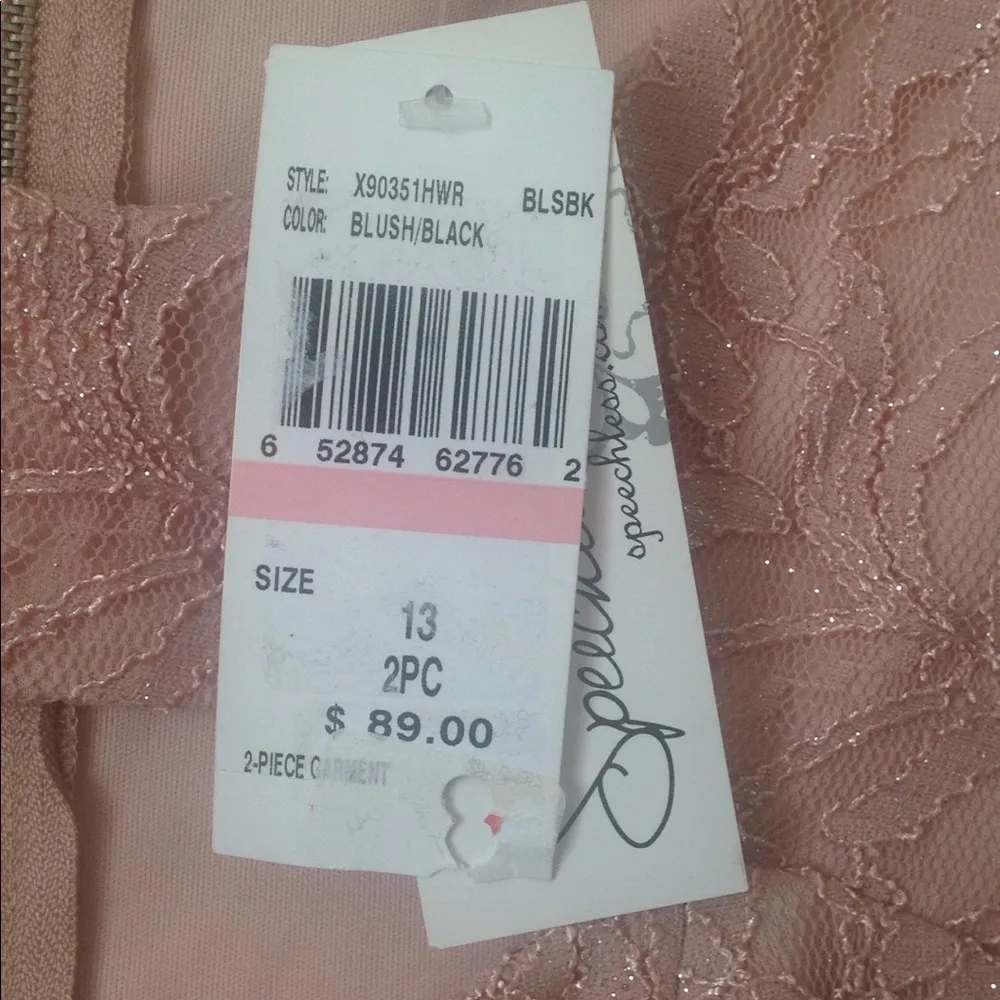 STYLE: X90351HWR BLSBK
COLOR: BLUSH/BLACK
6 52874 62776 2
SIZE
13
2PC
$ 89.00
2-PIECE GARMENT
speechless.